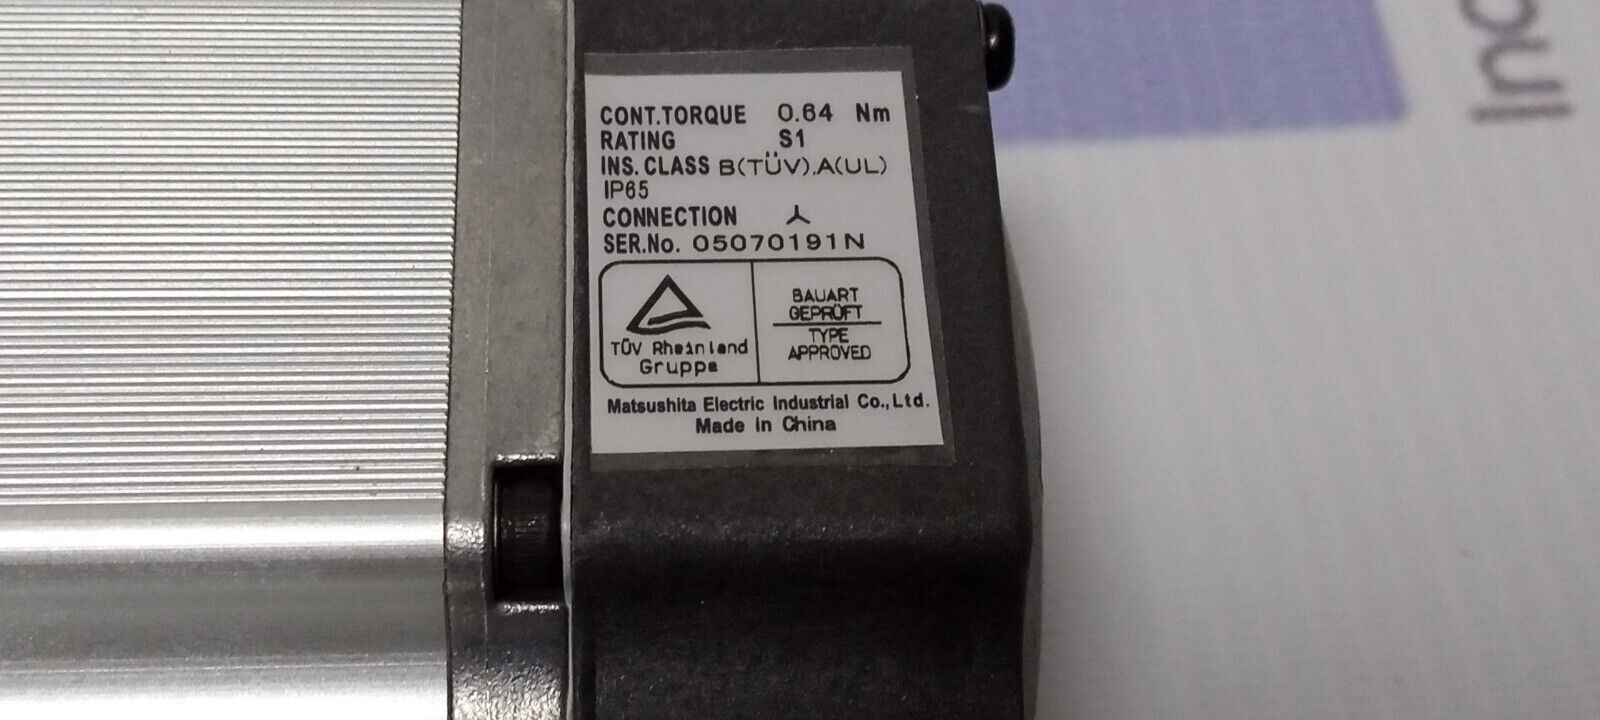 CONT.TORQUE 0.64 Nm
RATING S1
INS. CLASS B(TÜV).A(UL)
IP65
CONNECTION
SER.No. 05070191N
TÜV Rheinland
Gruppe
BAUART
GEPRÜFT
TYPE
APPROVED
Matsushita Electric Industrial Co.,Ltd.
Made in China